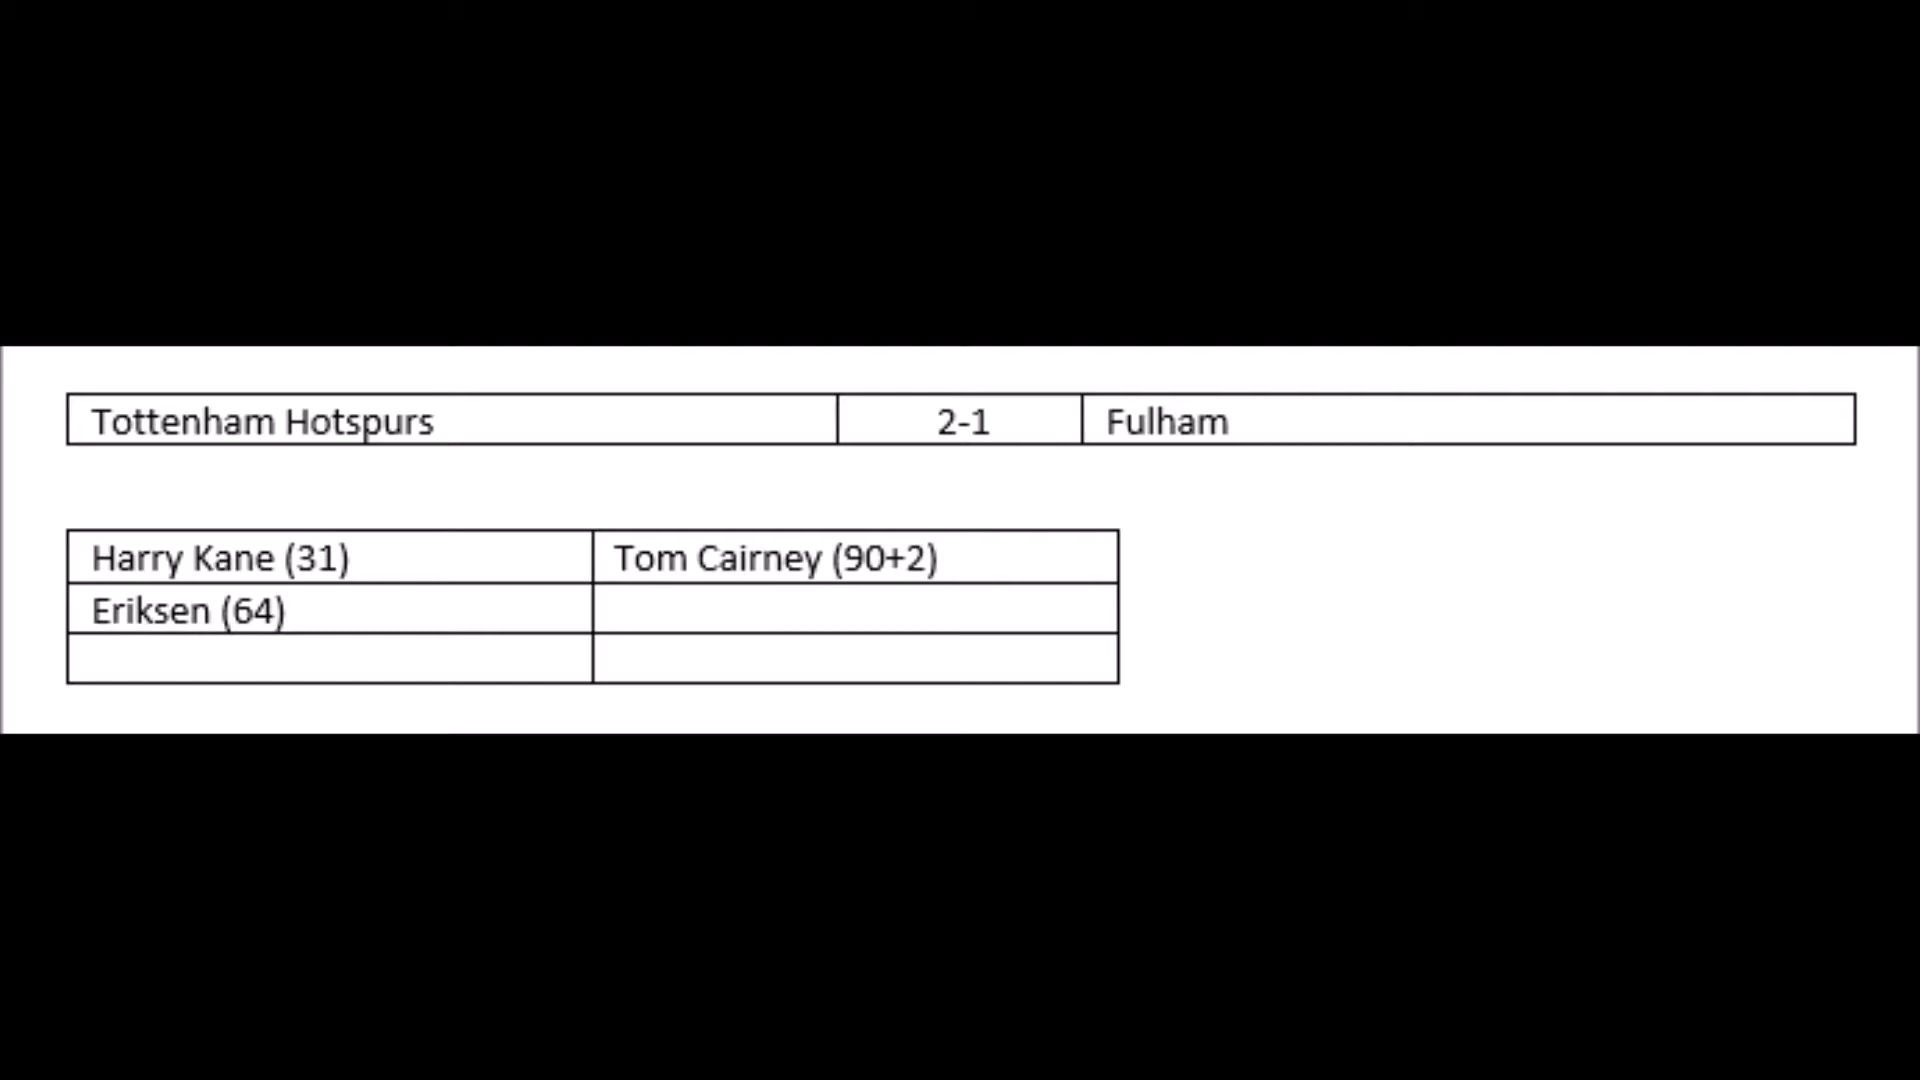 Tottenham Hotspurs 2-1 Fulham
Harry Kane (31) Tom Cairney (90+2)
Eriksen (64)